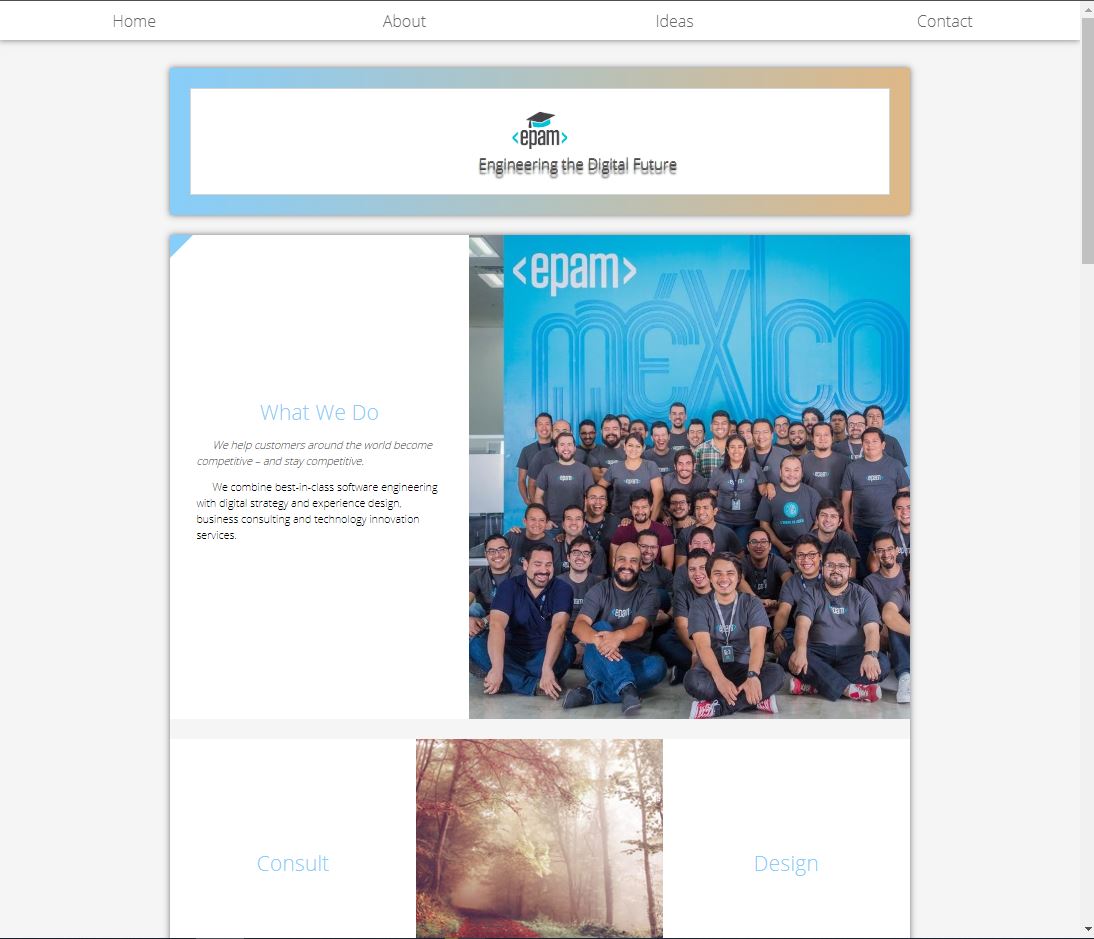 Home About Ideas Contact
<epam>
Engineering the Digital Future
<epam>
méxico
What We Do
We help customers around the world become
competitive – and stay competitive.
We combine best-in-class software engineering
with digital strategy and experience design,
business consulting and technology innovation
services.
<epam>
<epam>
Consult
Design